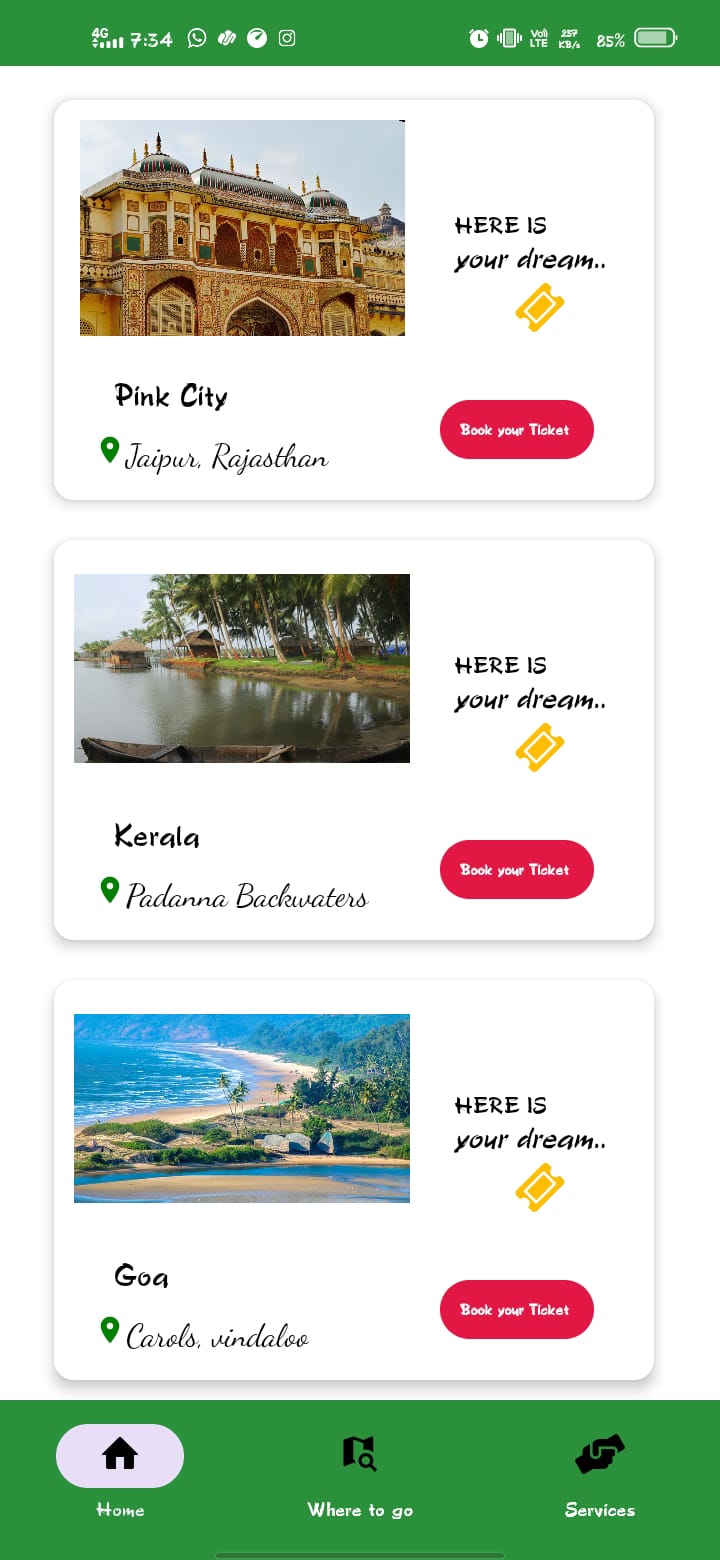 4G 7:34 Vo) LTE 257 KB/s 85%
HERE IS
your dream..
Pink City
Book your Ticket
Jaipur, Rajasthan
HERE IS
your dream..
Kerala
Book your Ticket
Padanna Backwaters
HERE IS
your dream..
Goa
Book your Ticket
Carols, vindaloo
Home Where to go Services